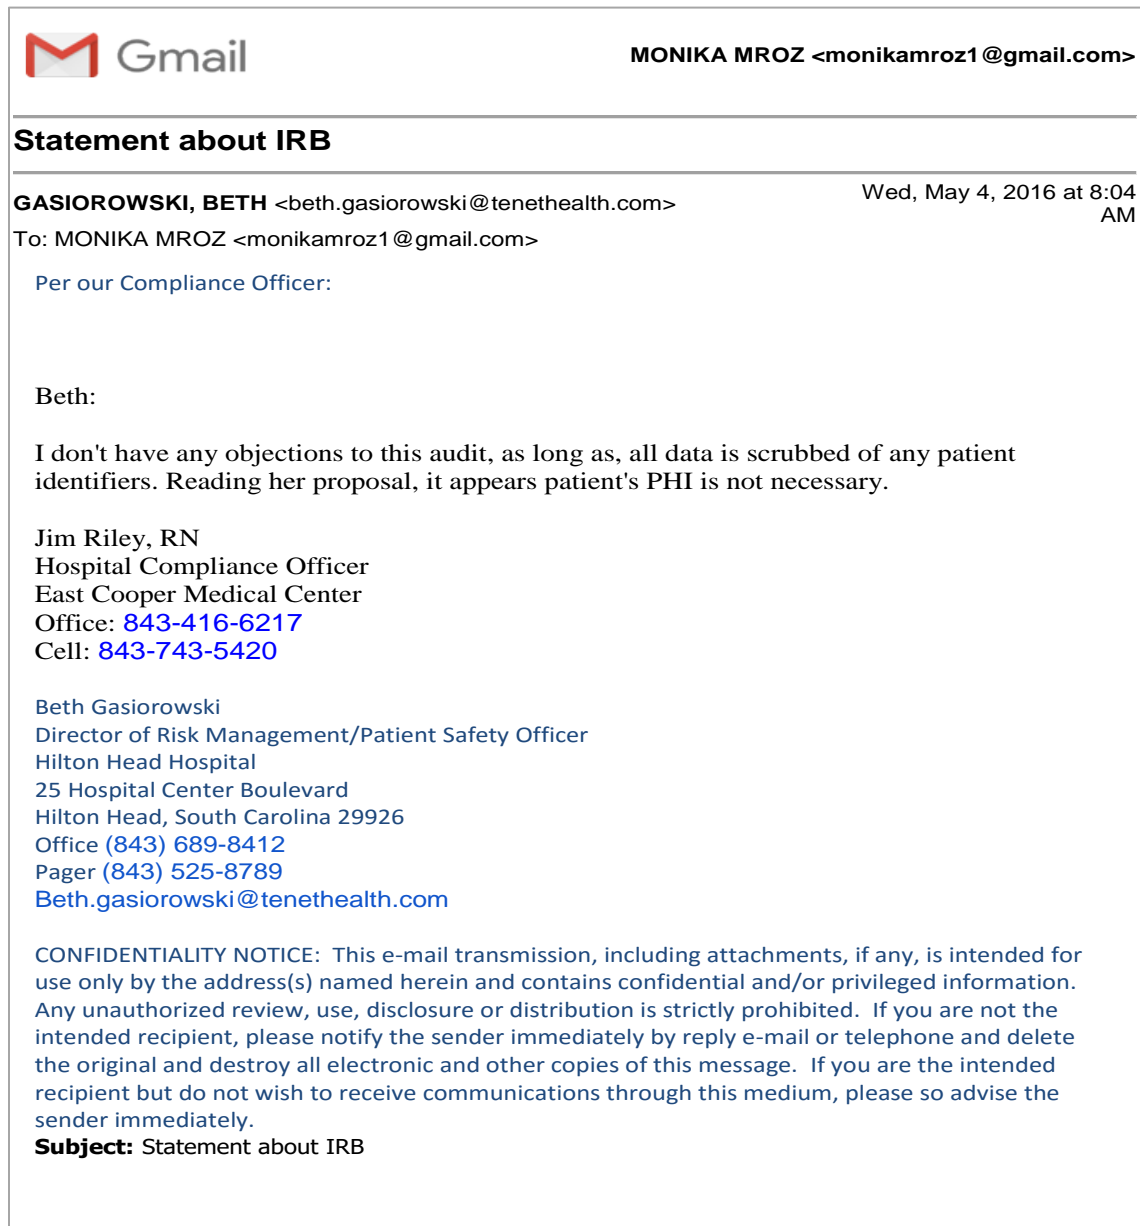 Gmail
MONIKA MROZ <monikamroz1@gmail.com>
Statement about IRB
GASIOROWSKI, BETH <beth.gasiorowski@tenethealth.com>
Wed, May 4, 2016 at 8:04
AM
To: MONIKA MROZ <monikamroz1@gmail.com>
Per our Compliance Officer:
Beth:
I don't have any objections to this audit, as long as, all data is scrubbed of any patient
identifiers. Reading her proposal, it appears patient's PHI is not necessary.
Jim Riley, RN
Hospital Compliance Officer
East Cooper Medical Center
Office: 843-416-6217
Cell: 843-743-5420
Beth Gasiorowski
Director of Risk Management/Patient Safety Officer
Hilton Head Hospital
25 Hospital Center Boulevard
Hilton Head, South Carolina 29926
Office (843) 689-8412
Pager (843) 525-8789
Beth.gasiorowski@tenethealth.com
CONFIDENTIALITY NOTICE:  This e-mail transmission, including attachments, if any, is intended for
use only by the address(s) named herein and contains confidential and/or privileged information.
Any unauthorized review, use, disclosure or distribution is strictly prohibited.  If you are not the
intended recipient, please notify the sender immediately by reply e-mail or telephone and delete
the original and destroy all electronic and other copies of this message.  If you are the intended
recipient but do not wish to receive communications through this medium, please so advise the
sender immediately.
Subject: Statement about IRB